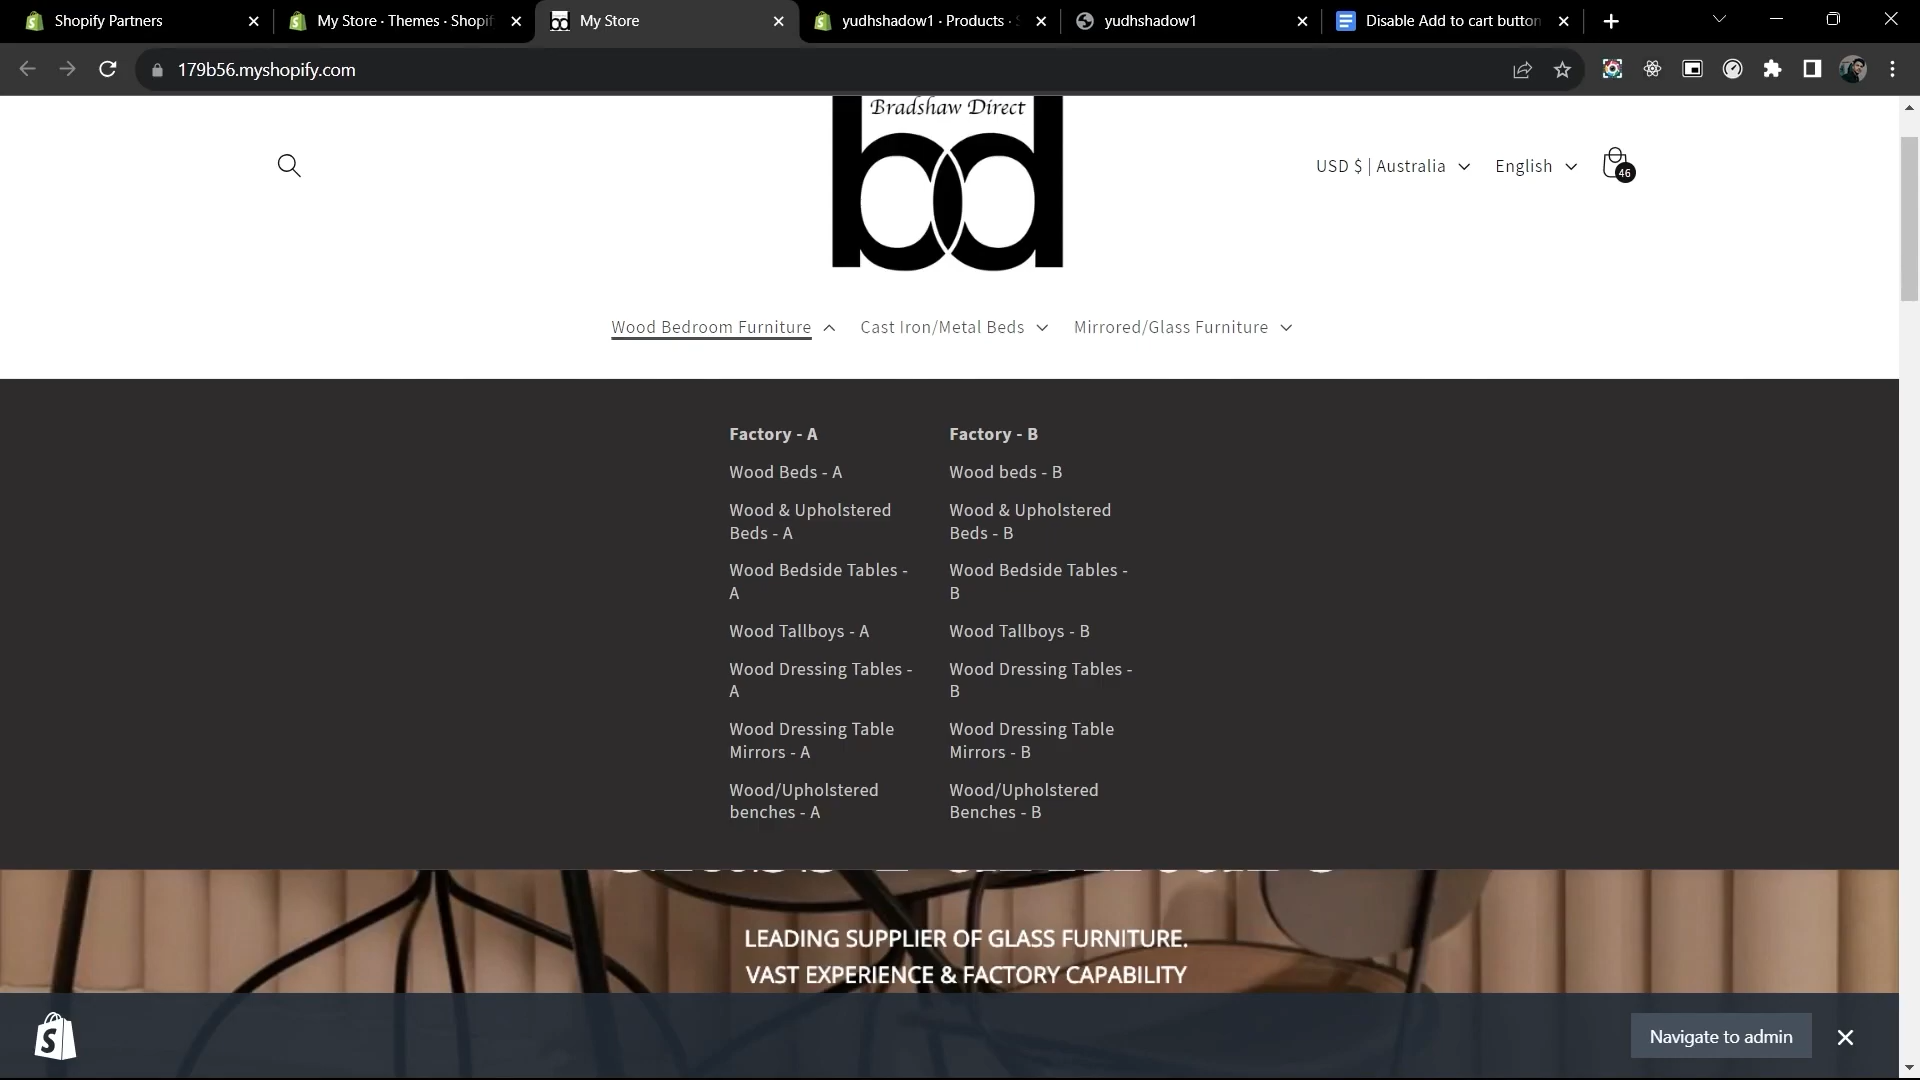 Shopify Partners
My Store · Themes · Shopif
My Store
yudhshadow1 · Products ·
yudhshadow1
Disable Add to cart button
179b56.myshopify.com
Bradshaw Direct
bd
USD $ | Australia
English
46
Wood Bedroom Furniture
Cast Iron/Metal Beds
Mirrored/Glass Furniture
Factory - A
Wood Beds - A
Wood & Upholstered
Beds - A
Wood Bedside Tables -
A
Wood Tallboys - A
Wood Dressing Tables -
A
Wood Dressing Table
Mirrors - A
Wood/Upholstered
benches - A
Factory - B
Wood beds - B
Wood & Upholstered
Beds - B
Wood Bedside Tables -
B
Wood Tallboys - B
Wood Dressing Tables -
B
Wood Dressing Table
Mirrors - B
Wood/Upholstered
Benches - B
LEADING SUPPLIER OF GLASS FURNITURE.
VAST EXPERIENCE & FACTORY CAPABILITY
Navigate to admin